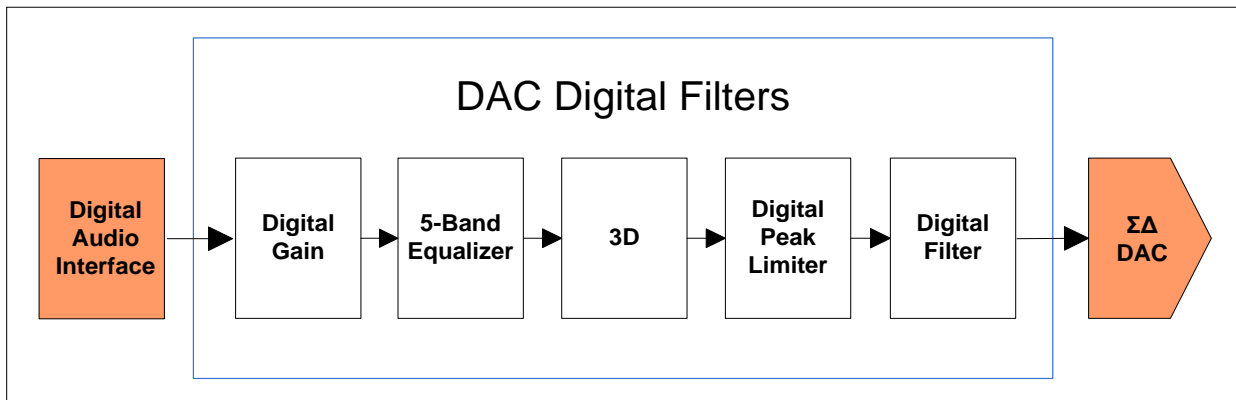 DAC Digital Filters
Digital
Audio
Interface
Digital
Gain
5-Band
Equalizer
3D
Digital
Peak
Limiter
Digital
Filter
ΣΔ
DAC